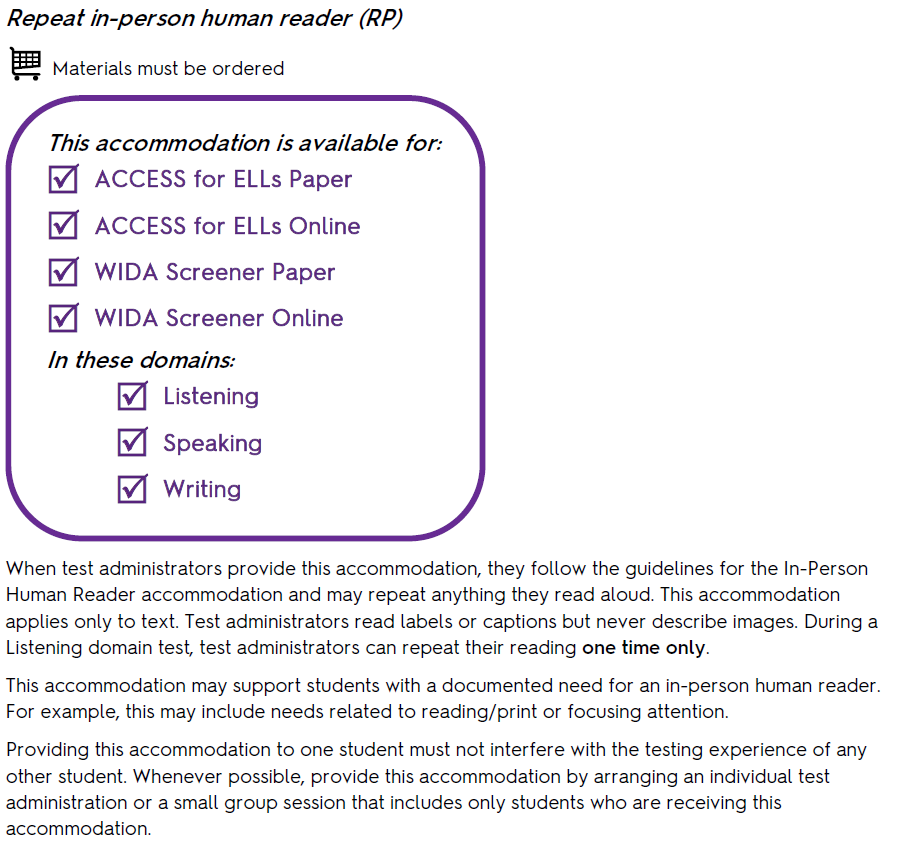 Repeat in-person human reader (RP)
Materials must be ordered
This accommodation is available for:
ACCESS for ELLs Paper
ACCESS for ELLs Online
WIDA Screener Paper
WIDA Screener Online
In these domains:
Listening
Speaking
Writing
When test administrators provide this accommodation, they follow the guidelines for the In-Person
Human Reader accommodation and may repeat anything they read aloud. This accommodation
applies only to text. Test administrators read labels or captions but never describe images. During a
Listening domain test, test administrators can repeat their reading one time only.
This accommodation may support students with a documented need for an in-person human reader.
For example, this may include needs related to reading/print or focusing attention.
Providing this accommodation to one student must not interfere with the testing experience of any
other student. Whenever possible, provide this accommodation by arranging an individual test
administration or a small group session that includes only students who are receiving this
accommodation.